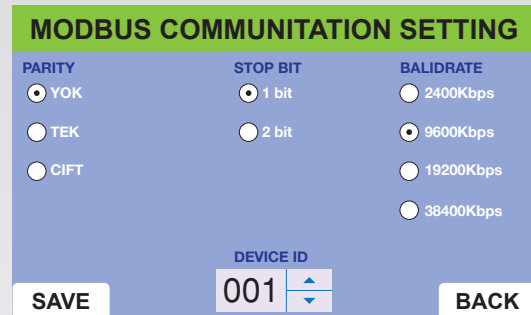 MODBUS COMMUNITATION SETTING
PARITY STOP BIT BALIDRATE
YOK 1 bit 2400Kbps
TEK 2 bit 9600Kbps
CIFT 19200Kbps
38400Kbps
DEVICE ID
001
SAVE BACK